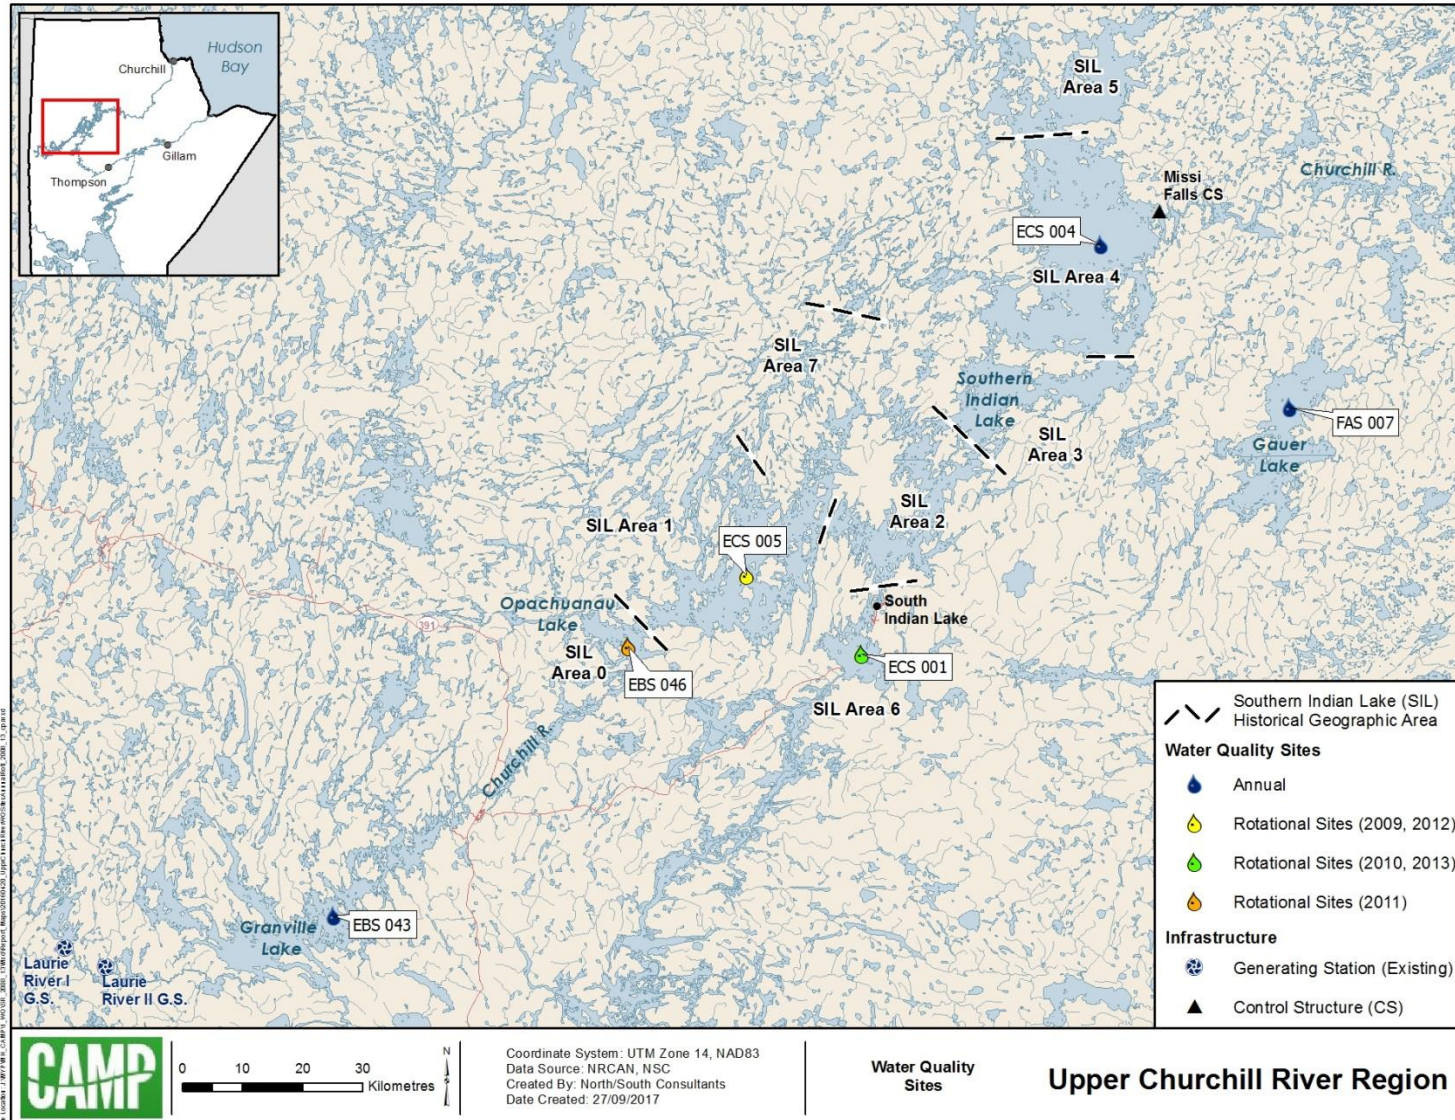 Hudson
Bay
Churchill
Gillam
Thompson
SIL
Area 5
Missi
Falls CS
Churchill R.
ECS 004
SIL Area 4
SIL
Area 7
Southern
Indian
Lake
SIL
Area 3
FAS 007
Gauer
Lake
SIL Area 1
ECS 005
SIL
Area 2
Opachuanau
Lake
South
Indian Lake
391
SIL
Area 0
EBS 046
ECS 001
SIL Area 6
Churchill R.
Granville
Lake
EBS 043
Laurie
River I
G.S.
Laurie
River II G.S.
Southern Indian Lake (SIL)
Historical Geographic Area
Water Quality Sites
Annual
Rotational Sites (2009, 2012)
Rotational Sites (2010, 2013)
Rotational Sites (2011)
Infrastructure
Generating Station (Existing)
Control Structure (CS)
CAMP
0 10 20 30
Kilometres
N
Coordinate System: UTM Zone 14, NAD83
Data Source: NRCAN, NSC
Created By: North/South Consultants
Date Created: 27/09/2017
Water Quality
Sites
Upper Churchill River Region